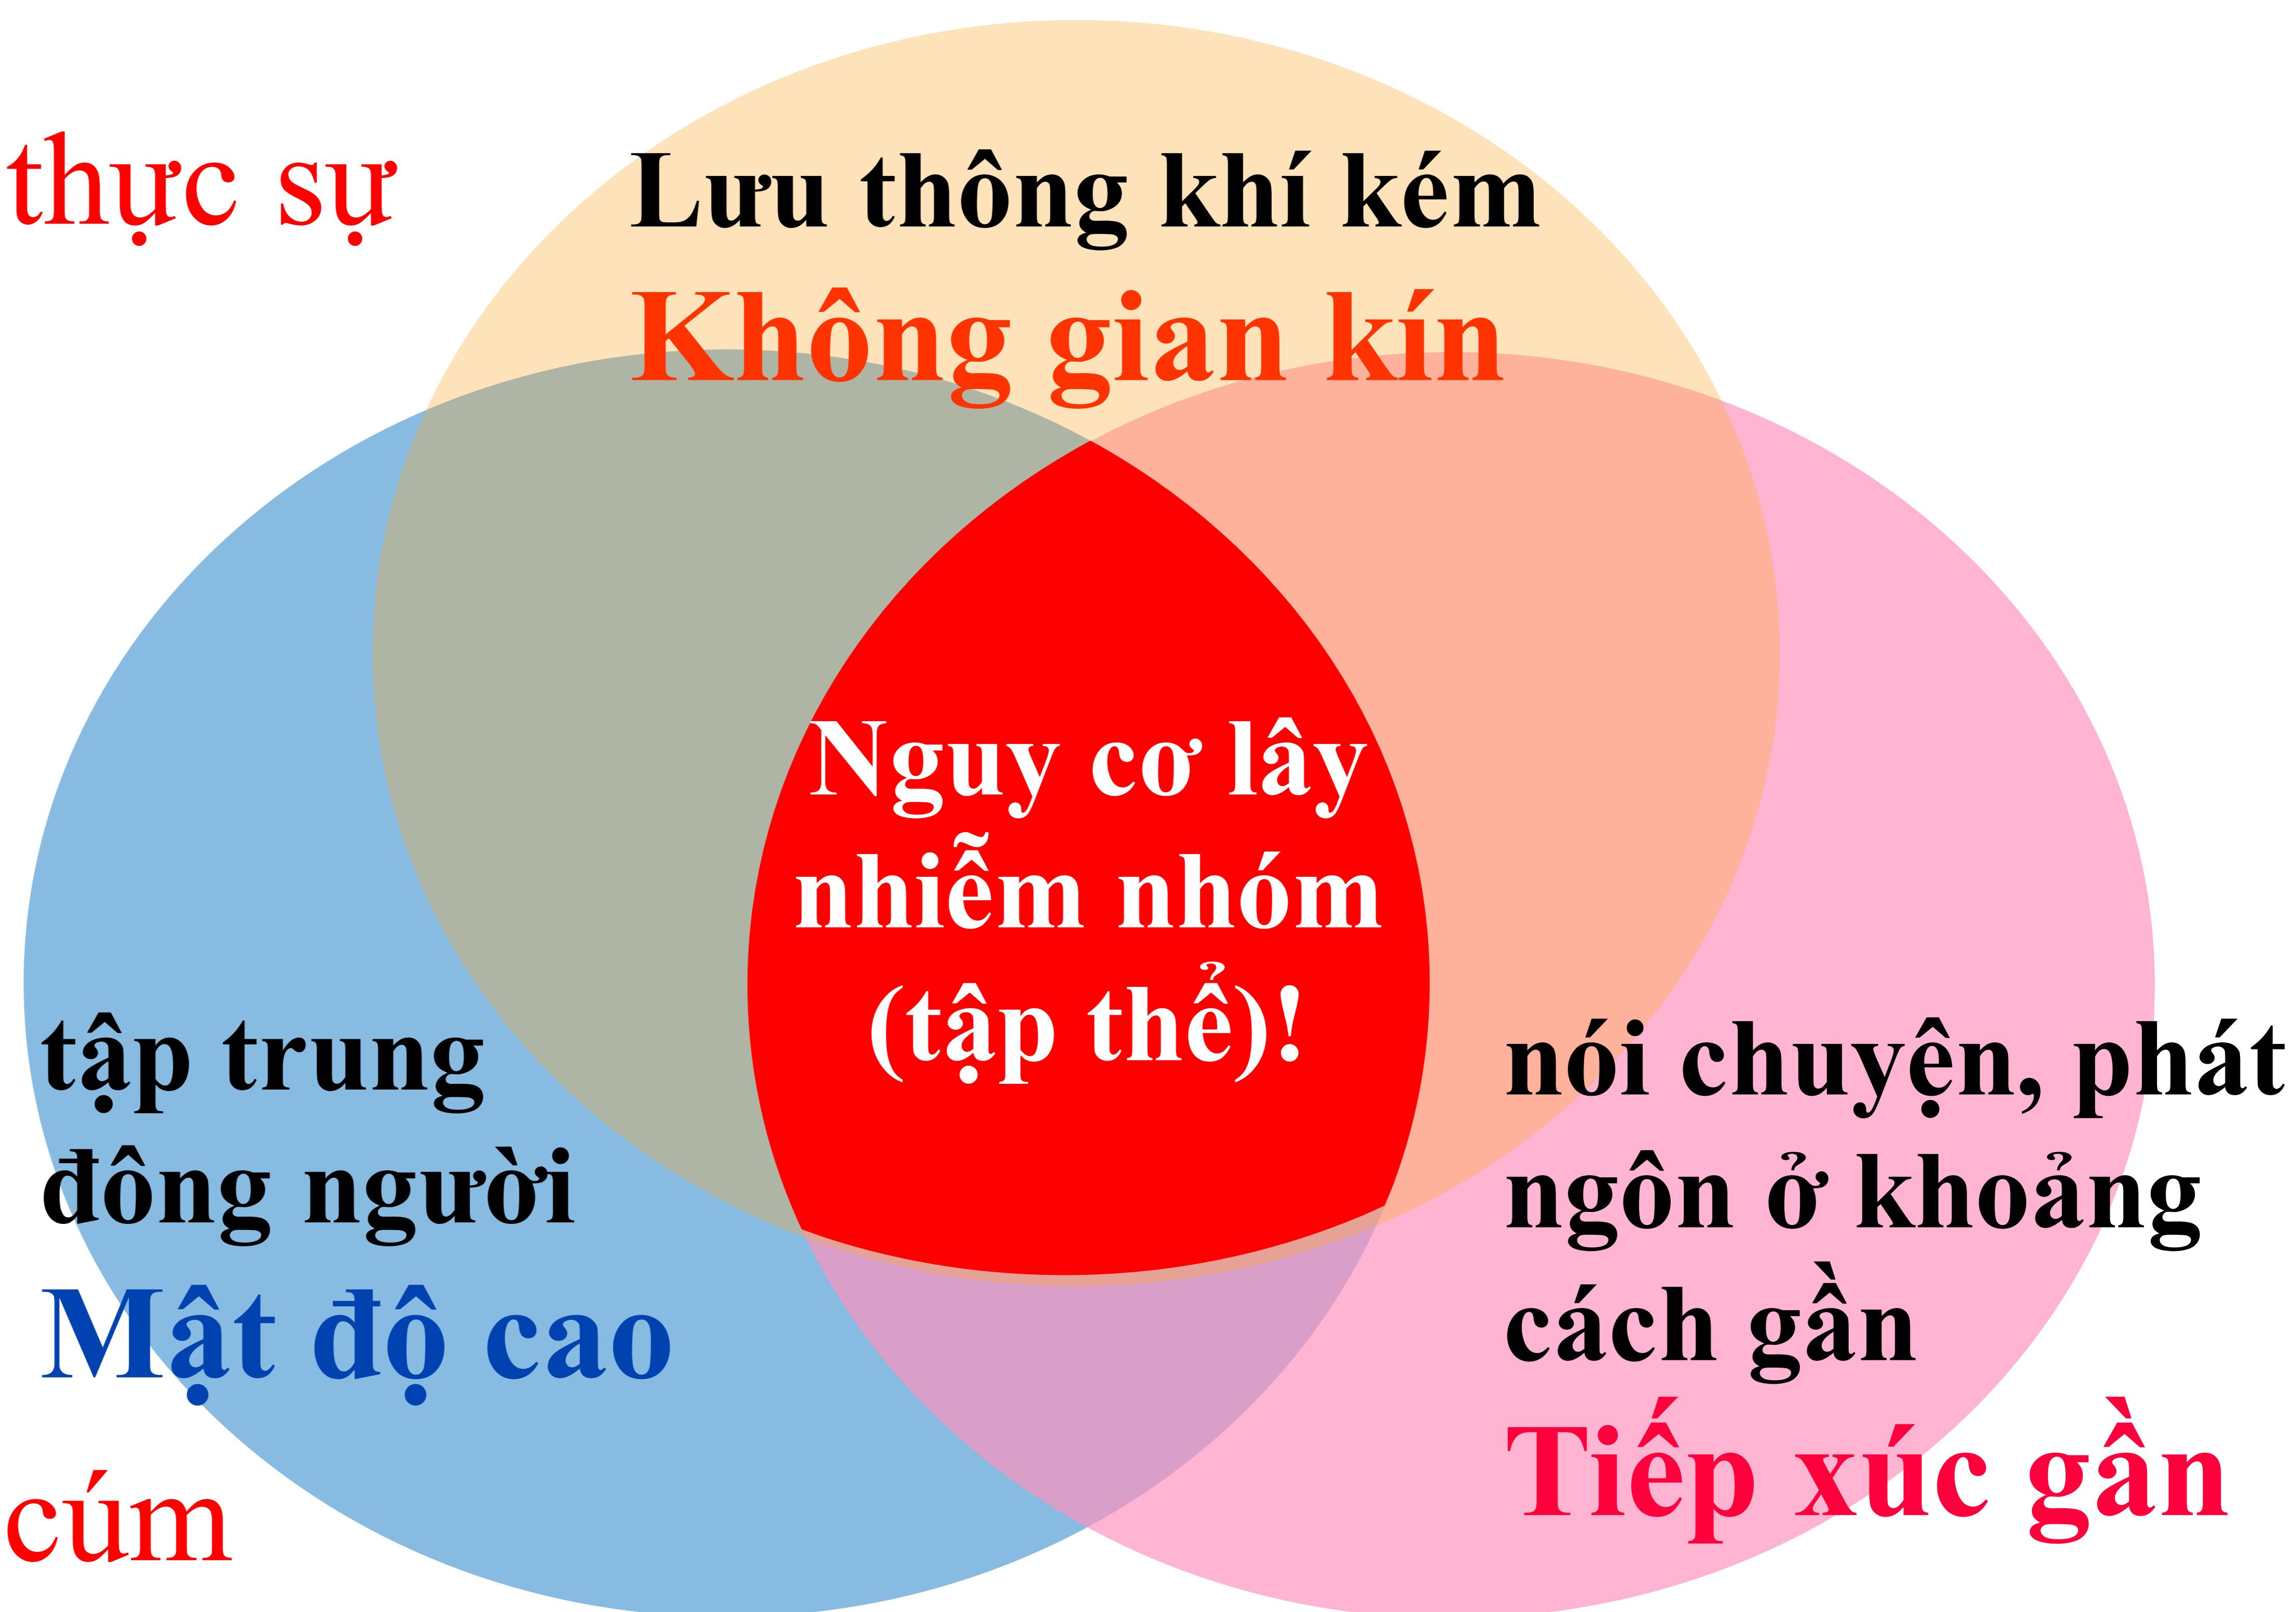 thực sự
Lưu thông khí kém
Không gian kín
Nguy cơ lây
nhiễm nhóm
(tập thể)!
tập trung
đông người
Mật độ cao
nói chuyện, phát
ngôn ở khoảng
cách gần
Tiếp xúc gần
cúm